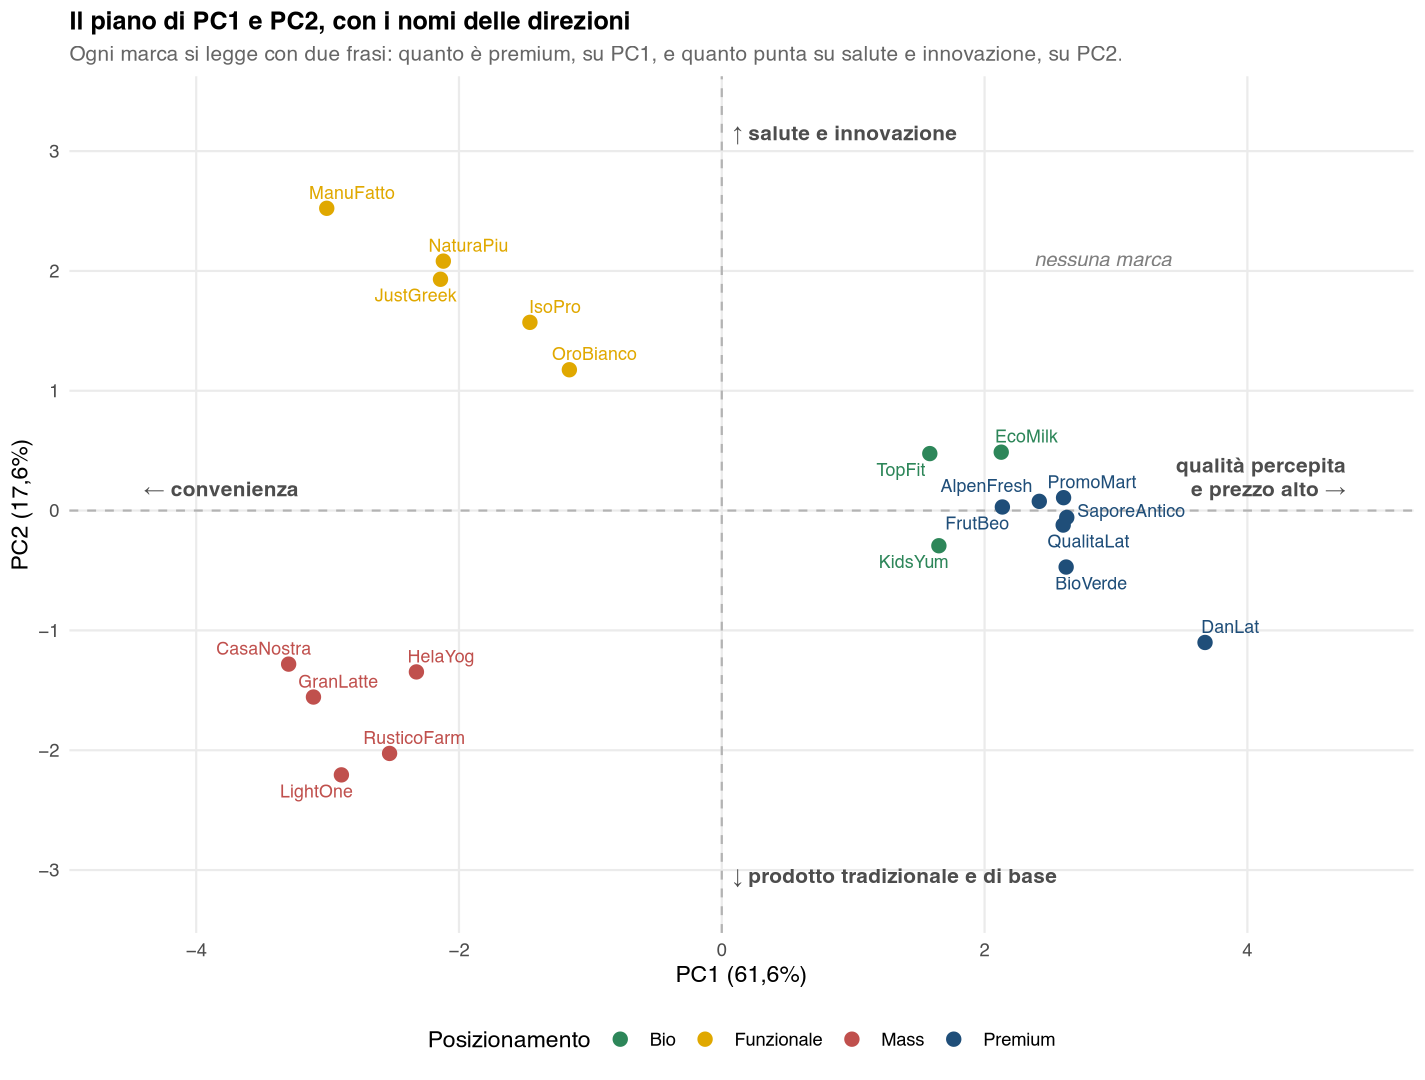 Il piano di PC1 e PC2, con i nomi delle direzioni
Ogni marca si legge con due frasi: quanto è premium, su PC1, e quanto punta su salute e innovazione, su PC2.
↑ salute e innovazione
3
ManuFatto
NaturaPiu
nessuna marca
2
JustGreek
IsoPro
OroBianco
1
EcoMilk
TopFit
qualità percepita
e prezzo alto →
← convenienza
AlpenFresh
PromoMart
0
SaporeAntico
FrutBeo
QualitaLat
KidsYum
BioVerde
DanLat
−1
CasaNostra
HelaYog
GranLatte
RusticoFarm
−2
LightOne
−3
↓ prodotto tradizionale e di base
PC2 (17,6%)
−4
−2
0
2
4
PC1 (61,6%)
Posizionamento
Bio
Funzionale
Mass
Premium